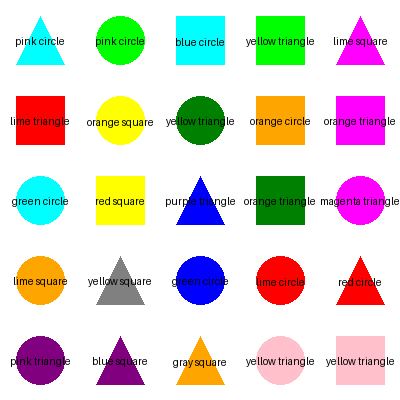 pink circle pink circle blue circle yellow triangle lime square
lime triangle orange square yellow triangle orange circle orange triangle
green circle red square purple triangle orange triangle magenta triangle
lime square yellow square green circle lime circle red circle
pink triangle blue square gray square yellow triangle yellow triangle